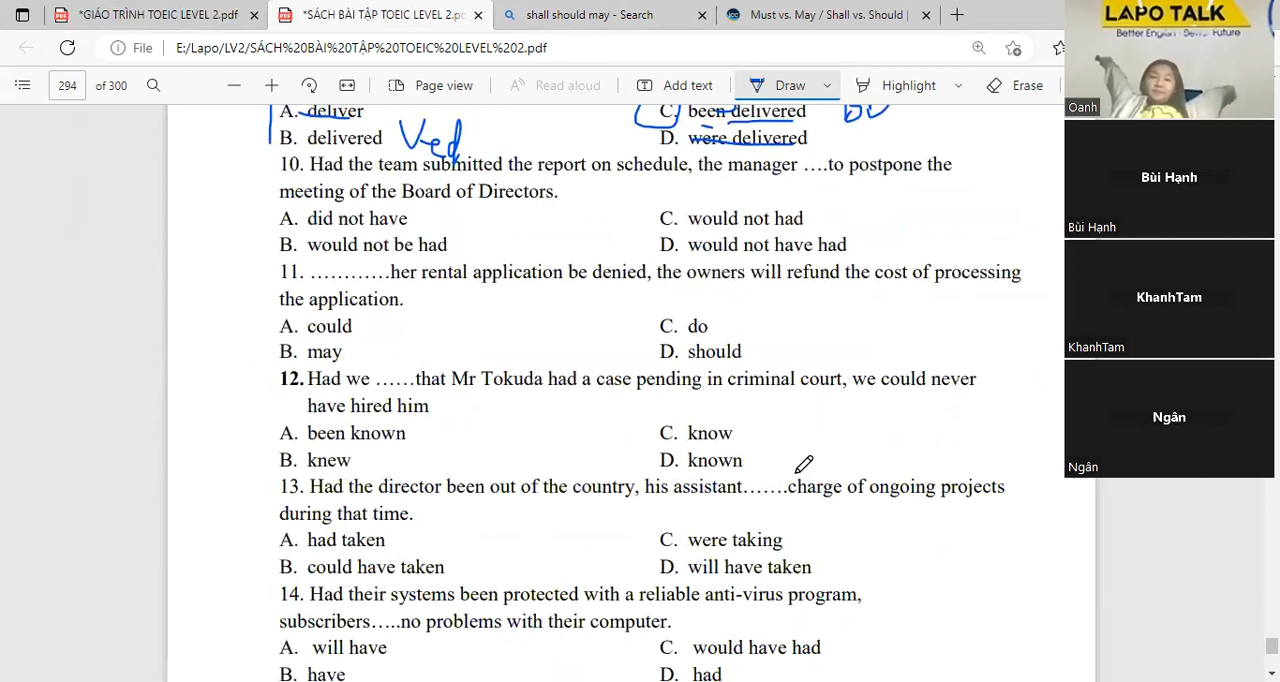 *GIÁO TRÌNH TOEIC LEVEL 2.pdf
*SÁCH BÀI TẬP TOEIC LEVEL 2.pdf
shall should may - Search
Must vs. May / Shall vs. Should |
File
E:/Lapo/LV2/SÁCH%20BÀI%20TẬP%20TOEIC%20LEVEL%202.pdf
294 of 300
Page view
Read aloud
Add text
Draw
Highlight
Erase
LAPO TALK
Oanh
Bùi Hạnh
Bùi Hạnh
KhanhTam
KhanhTam
Ngân
Ngân
A. deliver
C. been delivered
B. delivered
Ved
D. were delivered
10. Had the team submitted the report on schedule, the manager ….to postpone the
meeting of the Board of Directors.
A. did not have
C. would not had
B. would not be had
D. would not have had
11. …………her rental application be denied, the owners will refund the cost of processing
the application.
A. could
C. do
B. may
D. should
12. Had we ……that Mr Tokuda had a case pending in criminal court, we could never
have hired him
A. been known
C. know
B. knew
D. known
13. Had the director been out of the country, his assistant…….charge of ongoing projects
during that time.
A. had taken
C. were taking
B. could have taken
D. will have taken
14. Had their systems been protected with a reliable anti-virus program,
subscribers…..no problems with their computer.
A. will have
C. would have had
B. have
D. had